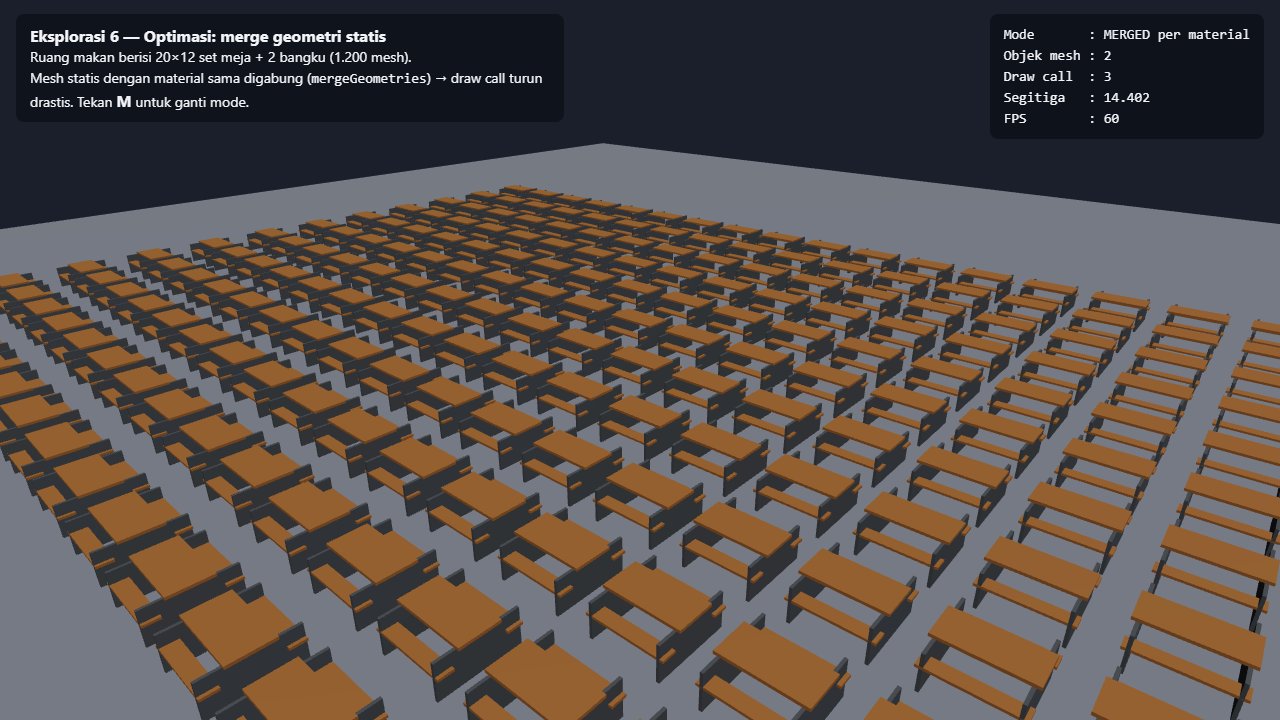 Eksplorasi 6 — Optimasi: merge geometri statis
Ruang makan berisi 20×12 set meja + 2 bangku (1.200 mesh).
Mesh statis dengan material sama digabung (mergeGeometries) → draw call turun
drastis. Tekan M untuk ganti mode.
Mode : MERGED per material
Objek mesh : 2
Draw call : 3
Segitiga : 14.402
FPS : 60